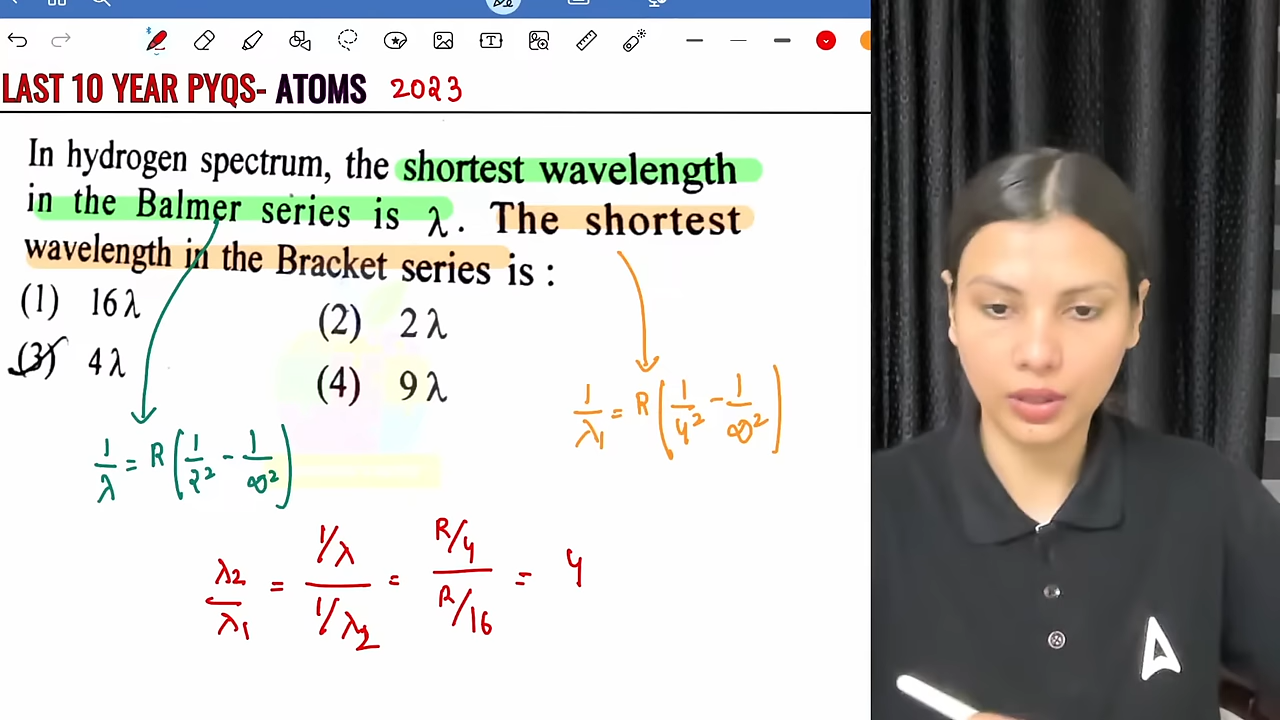 LAST 10 YEAR PYQS- ATOMS 2023
In hydrogen spectrum, the shortest wavelength
in the Balmer series is λ. The shortest
wavelength in the Bracket series is :
(1) 16λ
(2) 2λ
(3) 4λ
(4) 9λ
1/λ = R(1/2² - 1/∞²)
1/λ₁ = R(1/4² - 1/∞²)
λ₂/λ₁ = (1/λ)/(1/λ₂) = (R/4)/(R/16) = 4